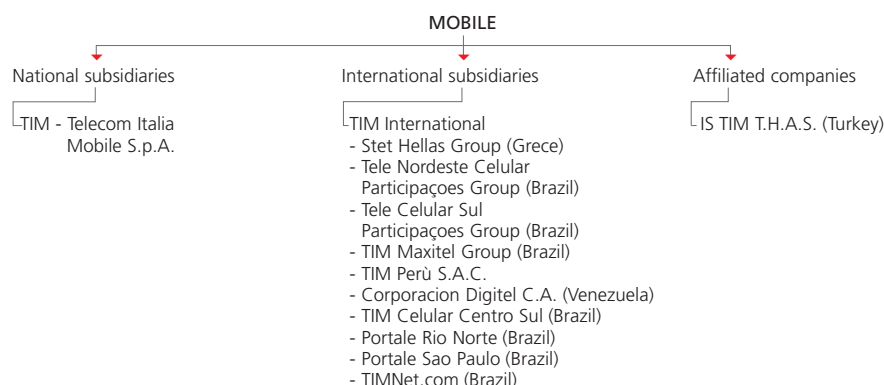 MOBILE
National subsidiaries
TIM - Telecom Italia
Mobile S.p.A.
International subsidiaries
TIM International
- Stet Hellas Group (Grece)
- Tele Nordeste Celular
Participaçoes Group (Brazil)
- Tele Celular Sul
Participaçoes Group (Brazil)
- TIM Maxitel Group (Brazil)
- TIM Perù S.A.C.
- Corporacion Digitel C.A. (Venezuela)
- TIM Celular Centro Sul (Brazil)
- Portale Rio Norte (Brazil)
- Portale Sao Paulo (Brazil)
- TIMNet.com (Brazil)
Affiliated companies
IS TIM T.H.A.S. (Turkey)